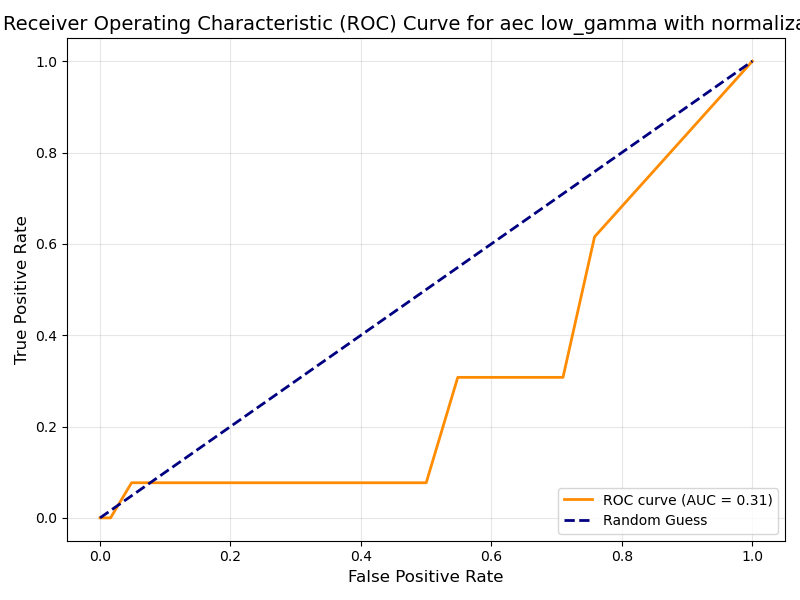 Receiver Operating Characteristic (ROC) Curve for aec low_gamma with
True Positive Rate
1.0
0.8
0.6
0.4
0.2
0.0
ROC curve (AUC = 0.31)
Random Guess
0.0 0.2 0.4 0.6 0.8 1.0
False Positive Rate